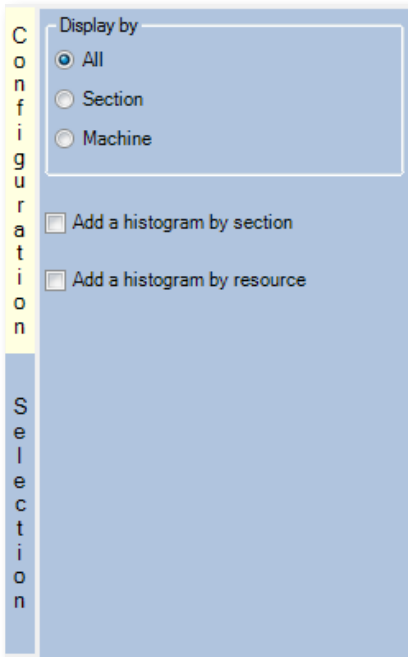 Configuration
Display by
All
Section
Machine
Add a histogram by section
Add a histogram by resource
Selection